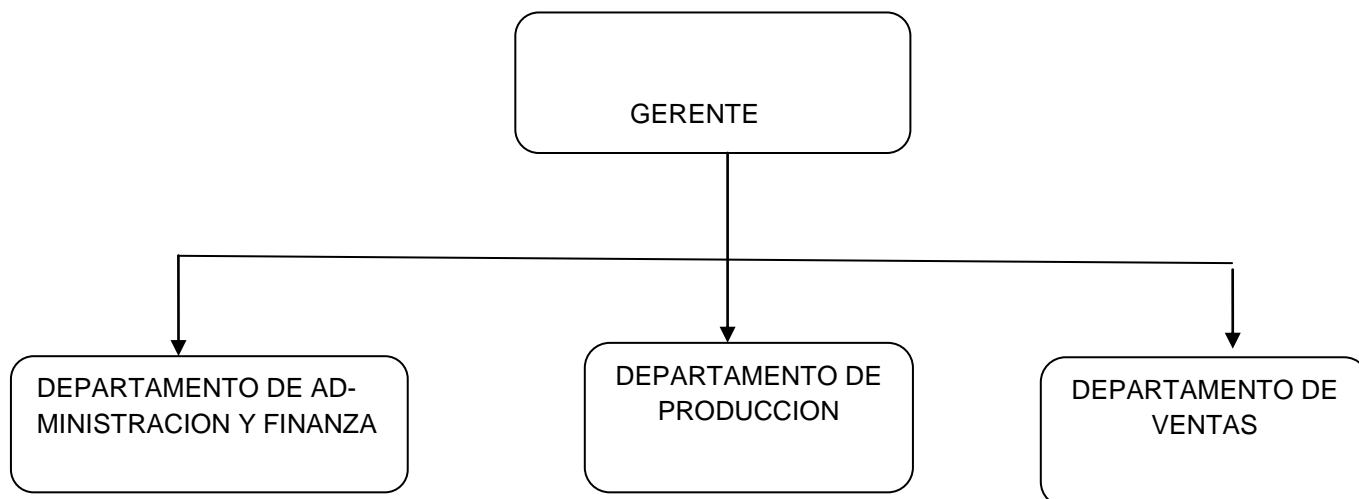 GERENTE
DEPARTAMENTO DE AD-
MINISTRACION Y FINANZA
DEPARTAMENTO DE
PRODUCCION
DEPARTAMENTO DE
VENTAS